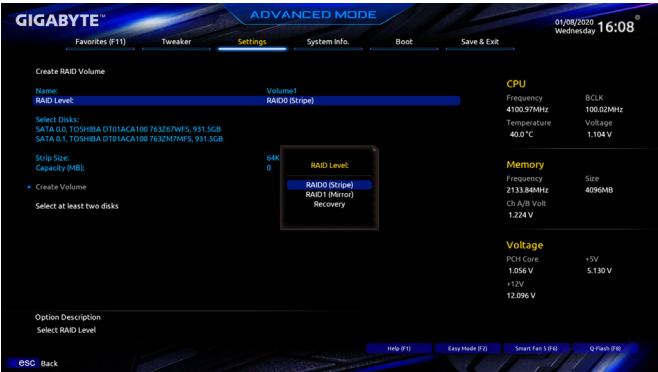 GIGABYTE™
ADVANCED MODE
01/08/2020
Wednesday
16:08
Favorites (F11)
Tweaker
Settings
System Info.
Boot
Save & Exit
Create RAID Volume
Name: Volume1
RAID Level: RAID0 (Stripe)
Select Disks:
SATA 0.0, TOSHIBA DT01ACA100 763Z67WFS, 931.5GB
SATA 0.1, TOSHIBA DT01ACA100 763ZM7MFS, 931.5GB
Strip Size: 64K
Capacity (MB): 0
Create Volume
Select at least two disks
RAID Level:
RAID0 (Stripe)
RAID1 (Mirror)
Recovery
CPU
Frequency BCLK
4100.97MHz 100.02MHz
Temperature Voltage
40.0 °C 1.104 V
Memory
Frequency Size
2133.84MHz 4096MB
Ch A/B Volt
1.224 V
Voltage
PCH Core +5V
1.056 V 5.130 V
+12V
12.096 V
Option Description
Select RAID Level
Help (F1)
Easy Mode (F2)
Smart Fan 5 (F6)
Q-Flash (F8)
esc Back